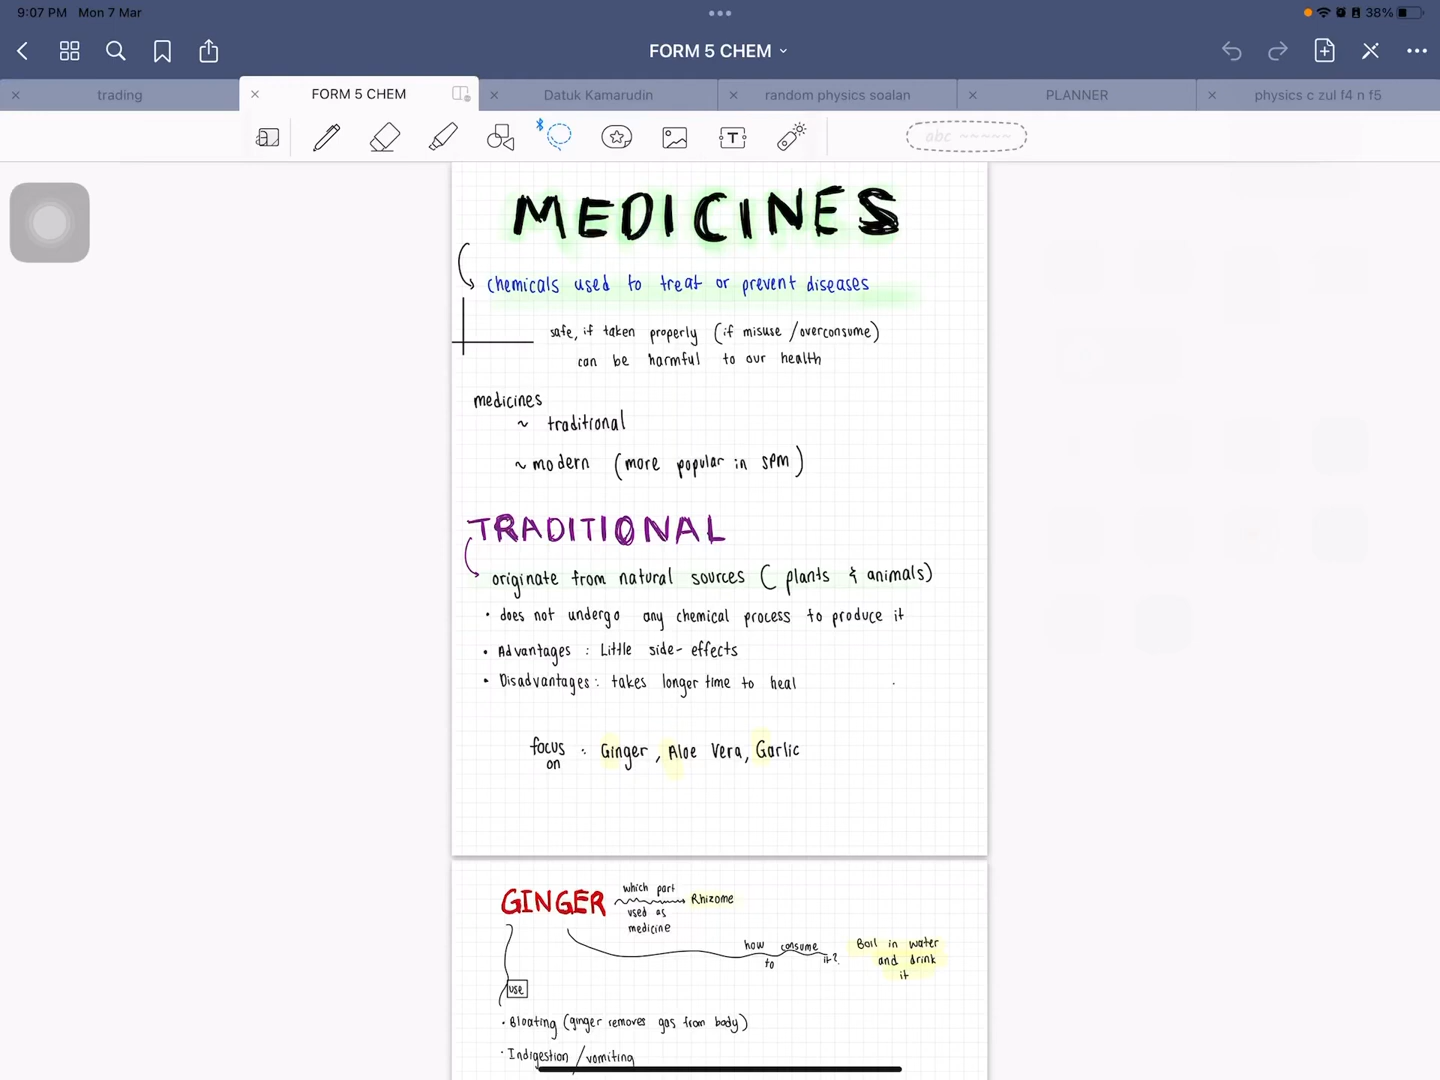 9:07 PM Mon 7 Mar
38%
FORM 5 CHEM
trading
FORM 5 CHEM
Datuk Kamarudin
random physics soalan
PLANNER
physics c zul f4 n f5
abc ~~~~~
MEDICINES
chemicals used to treat or prevent diseases
safe, if taken properly (if misuse / overconsume)
can be harmful to our health
medicines
~ traditional
~ modern (more popular in SPM)
TRADITIONAL
originate from natural sources ( plants & animals)
• does not undergo any chemical process to produce it
• Advantages : Little side-effects
• Disadvantages : takes longer time to heal
focus on : Ginger, Aloe Vera, Garlic
GINGER
which part
used as
medicine
Rhizome
how to consume it?
Boil in water
and drink
it
use
• Bloating (ginger removes gas from body)
• Indigestion / vomiting